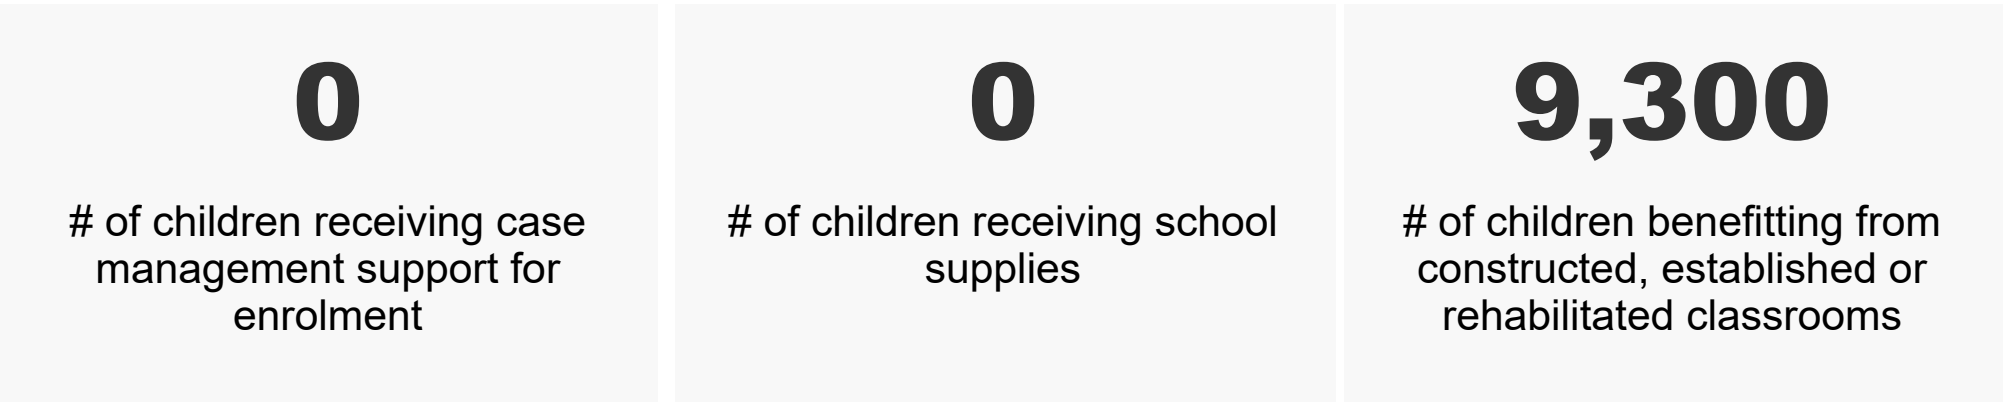 0
# of children receiving case
management support for
enrolment
0
# of children receiving school
supplies
9,300
# of children benefitting from
constructed, established or
rehabilitated classrooms